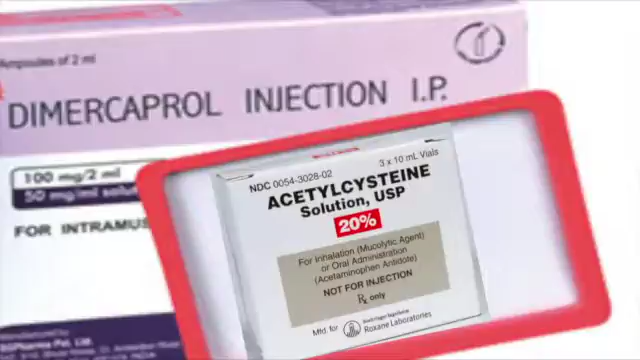 Ampoules of 2 ml
DIMERCAPROL INJECTION I.P.
100 mg/2 ml
50 mg/ml
FOR
NDC 0054-3028-02
3 x 10 mL Vials
ACETYLCYSTEINE
Solution, USP
20%
For Inhalation (Mucolytic Agent)
or Oral Administration
(Acetaminophen Antidote)
NOT FOR INJECTION
Rx only
Mfd. for
Roxane Laboratories
Pvt. Ltd.